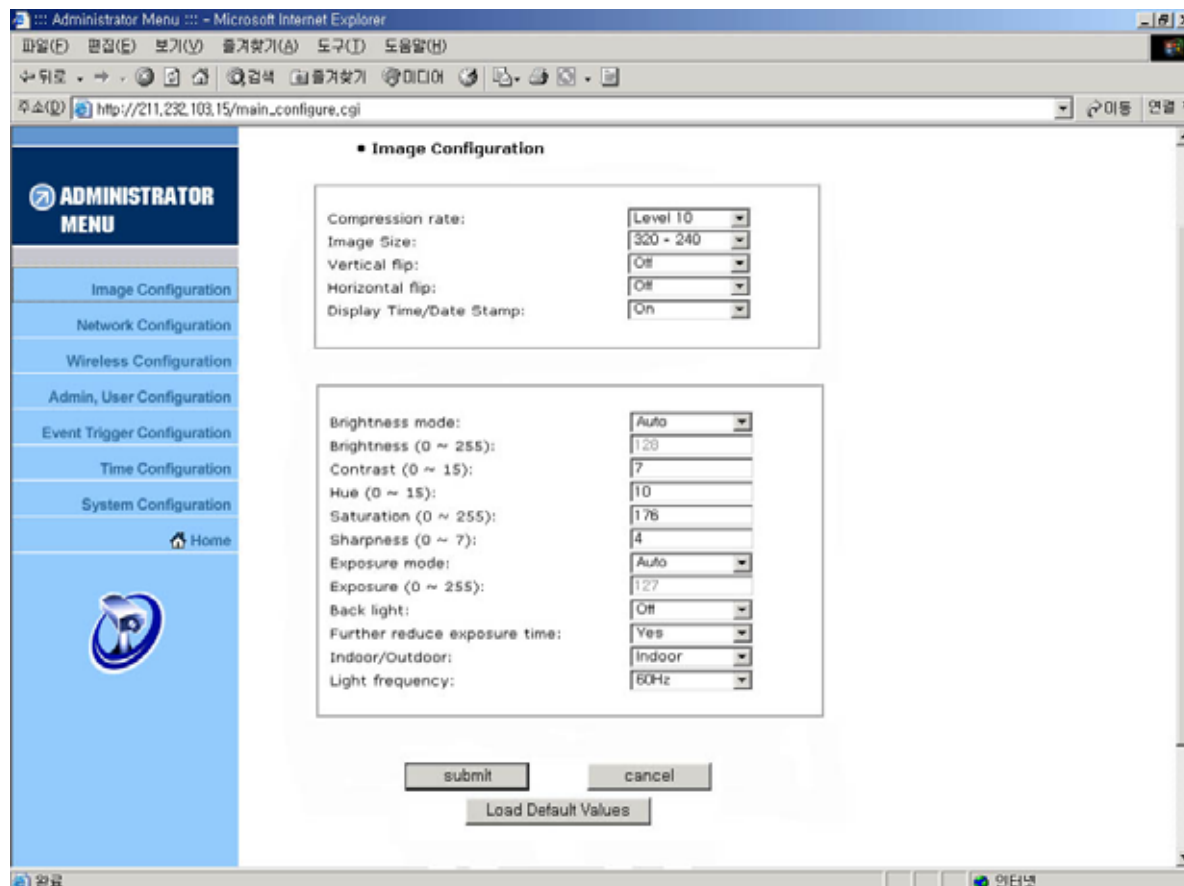 ::: Administrator Menu ::: - Microsoft Internet Explorer
파일(F) 편집(E) 보기(V) 즐겨찾기(A) 도구(T) 도움말(H)
뒤로 검색 즐겨찾기 미디어
주소(D) http://211.232.103.15/main_configure.cgi 이동 연결
ADMINISTRATOR
MENU
Image Configuration
Network Configuration
Wireless Configuration
Admin, User Configuration
Event Trigger Configuration
Time Configuration
System Configuration
Home
• Image Configuration
Compression rate: Level 10
Image Size: 320 - 240
Vertical flip: Off
Horizontal flip: Off
Display Time/Date Stamp: On
Brightness mode: Auto
Brightness (0 ~ 255): 128
Contrast (0 ~ 15): 7
Hue (0 ~ 15): 10
Saturation (0 ~ 255): 176
Sharpness (0 ~ 7): 4
Exposure mode: Auto
Exposure (0 ~ 255): 127
Back light: Off
Further reduce exposure time: Yes
Indoor/Outdoor: Indoor
Light frequency: 60Hz
submit cancel
Load Default Values
완료 인터넷